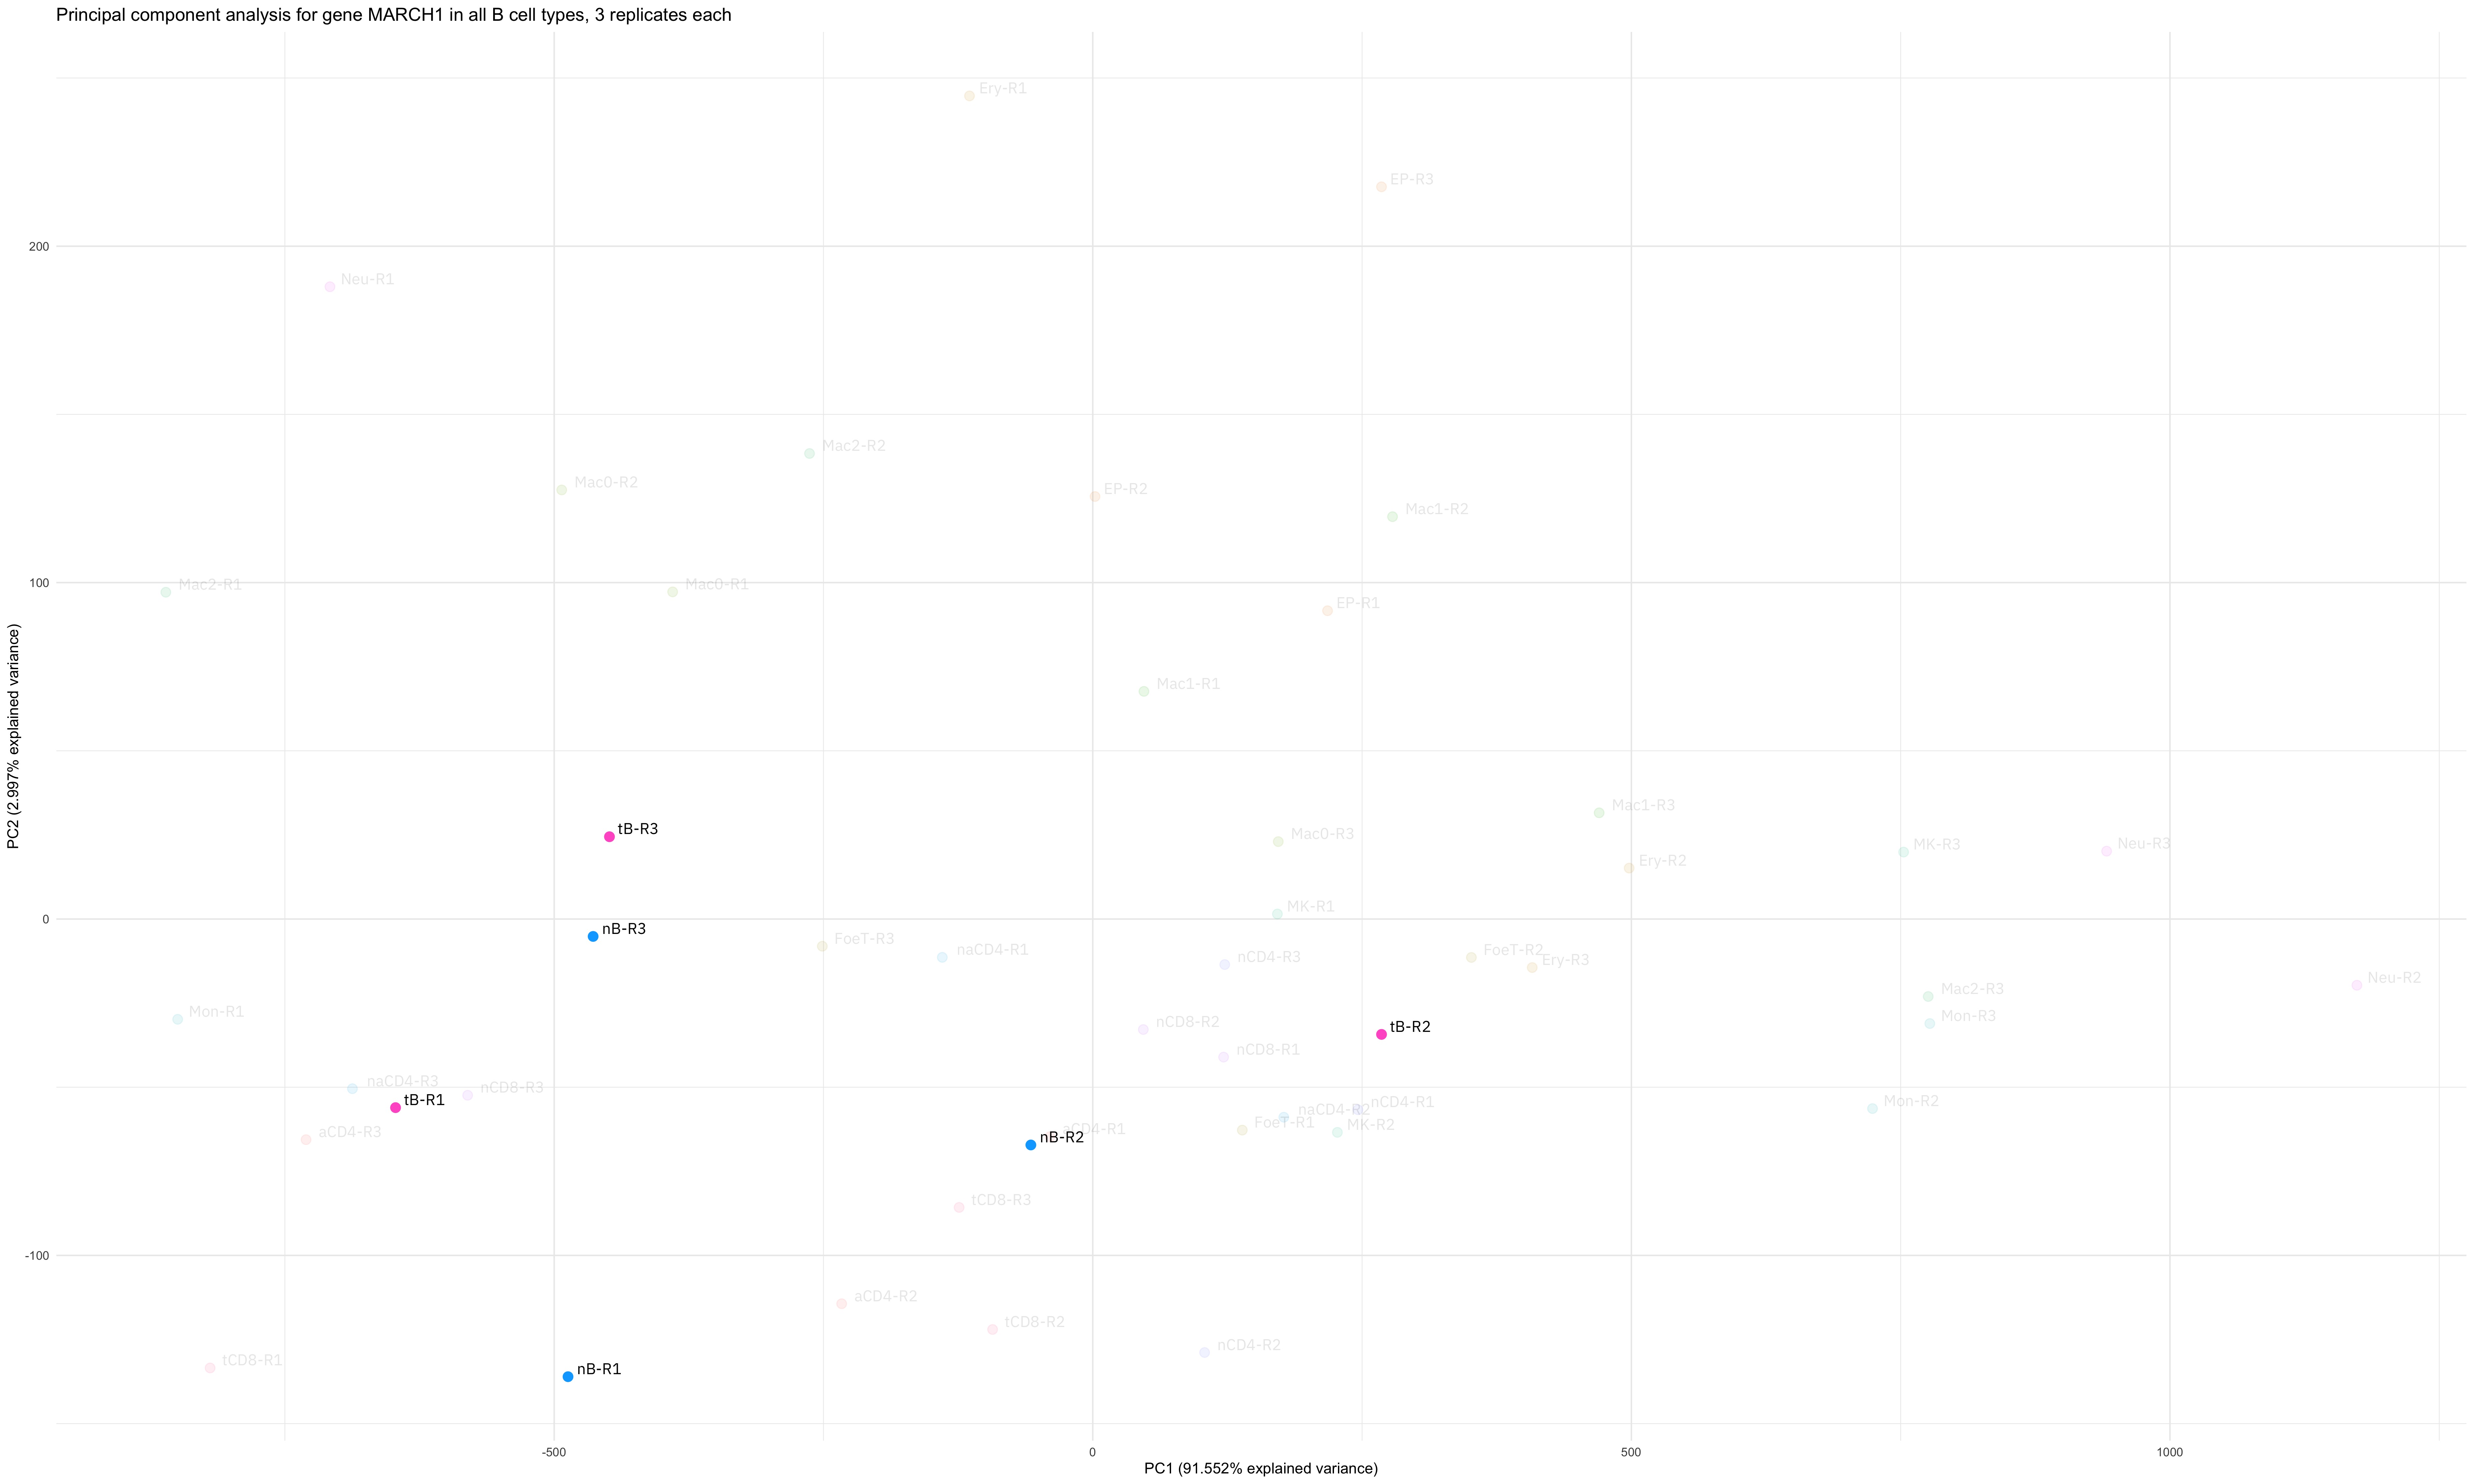 Principal component analysis for gene MARCH1 in all B cell types, 3 replicates each
Ery-R1
EP-R3
200
Neu-R1
Mac2-R2
Mac0-R2
EP-R2
Mac1-R2
100
Mac2-R1
Mac0-R1
EP-R1
Mac1-R1
PC2 (2.997% explained variance)
Mac1-R3
tB-R3
Mac0-R3
MK-R3
Neu-R3
Ery-R2
MK-R1
0
nB-R3
FoeT-R3
naCD4-R1
nCD4-R3
FoeT-R2
Ery-R3
Neu-R2
Mac2-R3
Mon-R1
Mon-R3
nCD8-R2
tB-R2
nCD8-R1
naCD4-R3
nCD8-R3
tB-R1
nCD4-R1
Mon-R2
naCD4-R2
FoeT-R1
MK-R2
aCD4-R3
aCD4-R1
nB-R2
tCD8-R3
-100
aCD4-R2
tCD8-R2
nCD4-R2
tCD8-R1
nB-R1
-500
0
500
1000
PC1 (91.552% explained variance)